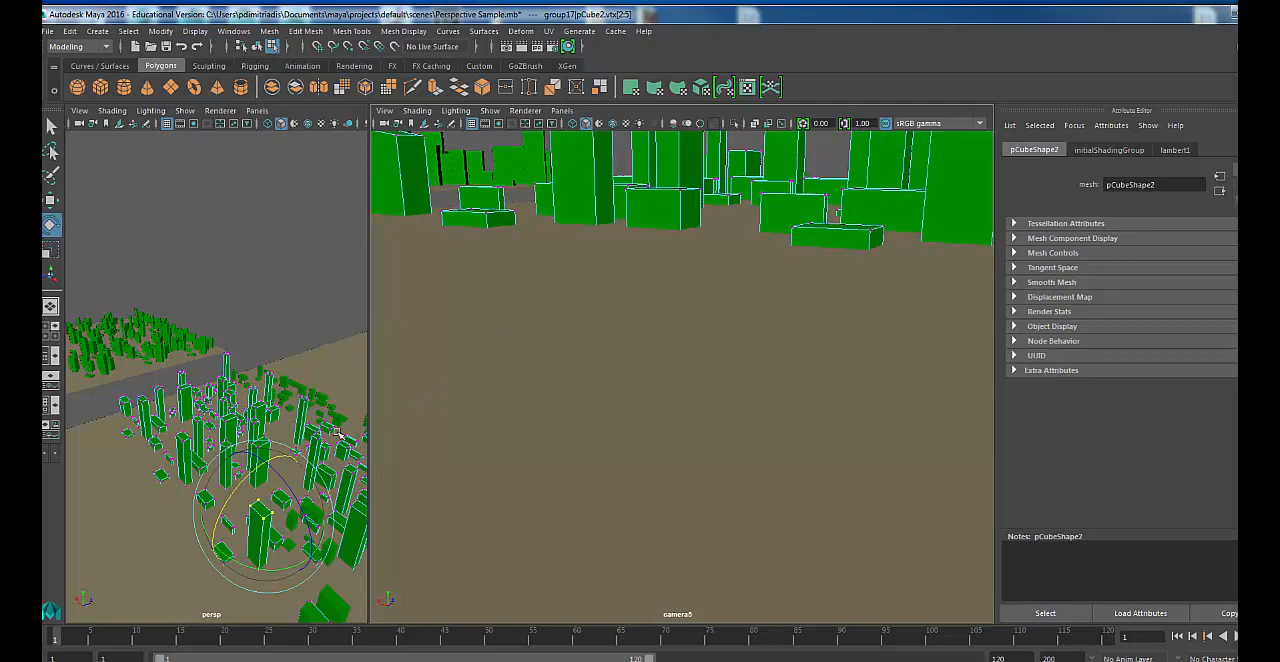 Autodesk Maya 2016 - Educational Version: C:\Users\pdimitriadis\Documents\maya\projects\default\scenes\Perspective Sample.mb* --- group17|pCube2.vtx[2:5]
File Edit Create Select Modify Display Windows Mesh Edit Mesh Mesh Tools Mesh Display Curves Surfaces Deform UV Generate Cache Help
Modeling No Live Surface
Curves / Surfaces Polygons Sculpting Rigging Animation Rendering FX FX Caching Custom GoZBrush XGen
View Shading Lighting Show Renderer Panels View Shading Lighting Show Renderer Panels
0.00 1.00 sRGB gamma
Attribute Editor
List Selected Focus Attributes Show Help
pCubeShape2 initialShadingGroup lambert1
mesh: pCubeShape2
Tessellation Attributes
Mesh Component Display
Mesh Controls
Tangent Space
Smooth Mesh
Displacement Map
Render Stats
Object Display
Node Behavior
UUID
Extra Attributes
Notes: pCubeShape2
persp camera5
Select Load Attributes Copy
5 10 15 20 25 30 35 40 45 50 55 60 65 70 75 80 85 90 95 100 105 110 115 120
1 1
1 1 1 120 120 200 No Anim Layer No Character